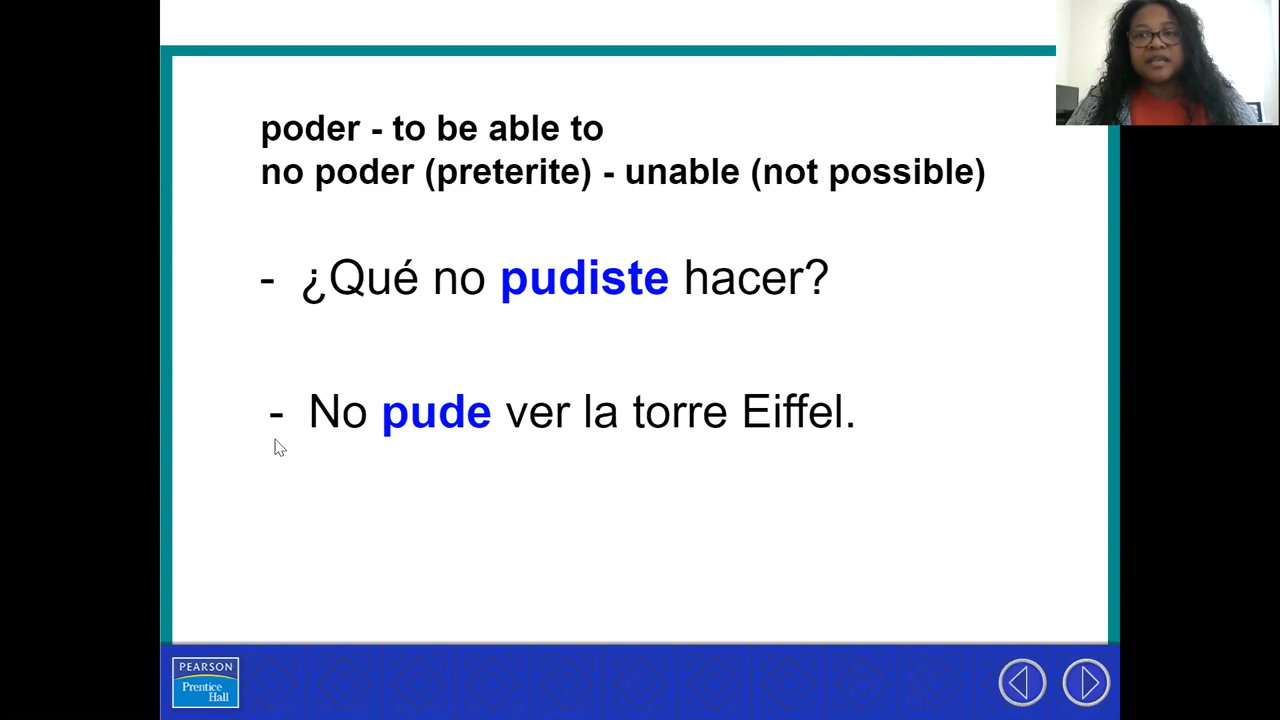 poder - to be able to
no poder (preterite) - unable (not possible)
- ¿Qué no pudiste hacer?
- No pude ver la torre Eiffel.
PEARSON
Prentice
Hall